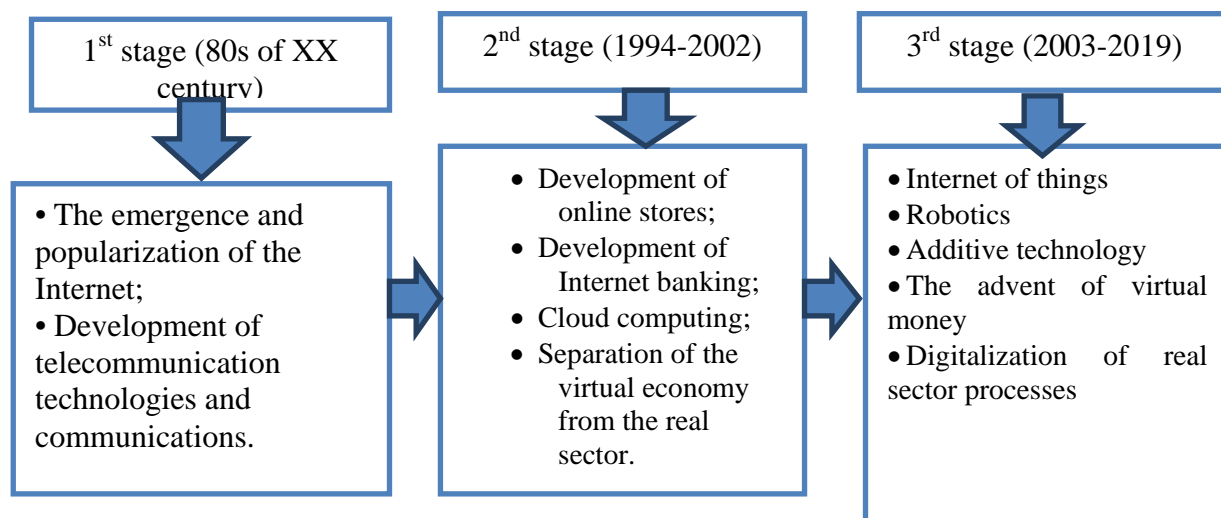 1st stage (80s of XX
century)
• The emergence and
popularization of the
Internet;
• Development of
telecommunication
technologies and
communications.
2nd stage (1994-2002)
• Development of
online stores;
• Development of
Internet banking;
• Cloud computing;
• Separation of the
virtual economy
from the real
sector.
3rd stage (2003-2019)
• Internet of things
• Robotics
• Additive technology
• The advent of virtual
money
• Digitalization of real
sector processes